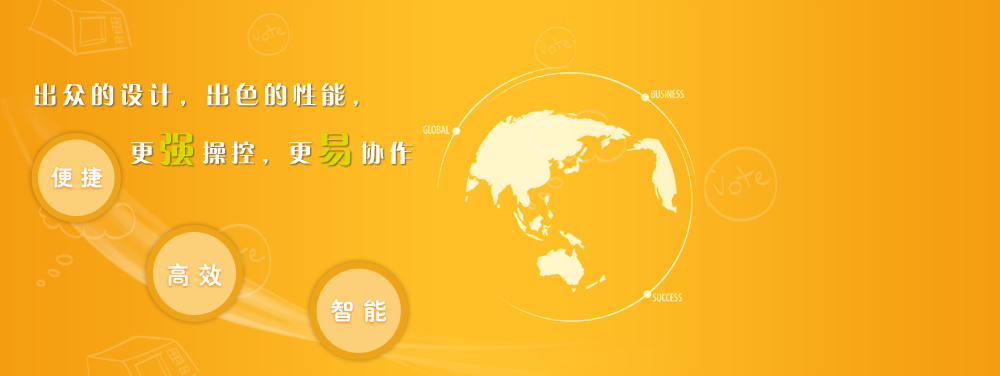 vote
vote
出众的设计，出色的性能，
BUSINESS
GLOBAL
更强操控，更易协作
便捷
vote
vote
高效
SUCCESS
智能